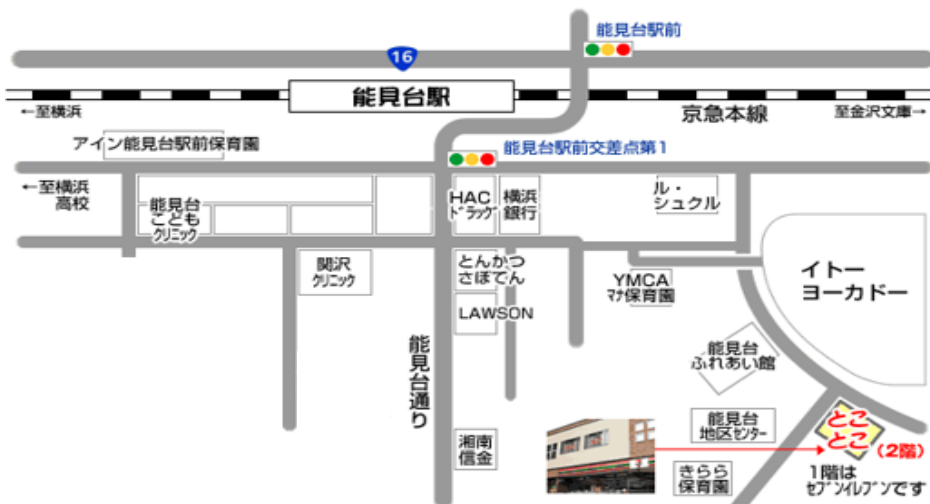 能見台駅前
16
能見台駅
←至横浜
京急本線
至金沢文庫→
アイン能見台駅前保育園
能見台駅前交差点第1
←至横浜
高校
能見台
こども
クリニック
HAC
ドラッグ
横浜
銀行
ル・
シュクル
関沢
クリニック
とんかつ
さぼてん
LAWSON
YMCA
マナ保育園
イトー
ヨーカドー
能見台通り
能見台
ふれあい館
能見台
地区センター
湘南
信金
きらら
保育園
とこ
とこ
(2階)
1階は
セブンイレブンです